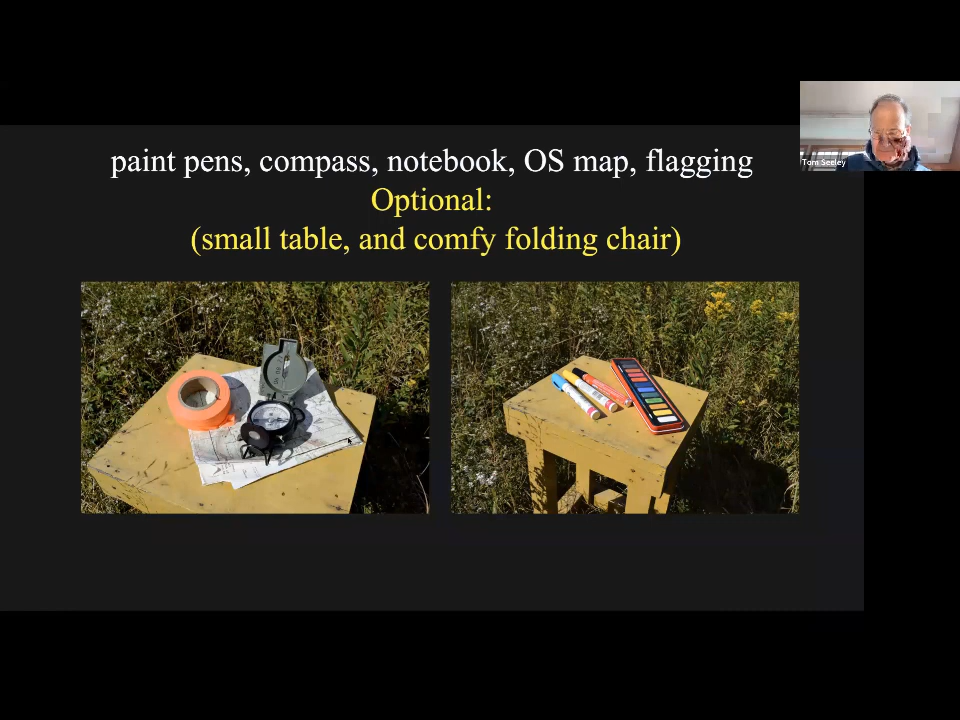 paint pens, compass, notebook, OS map, flagging
Optional:
(small table, and comfy folding chair)
Tom Seeley